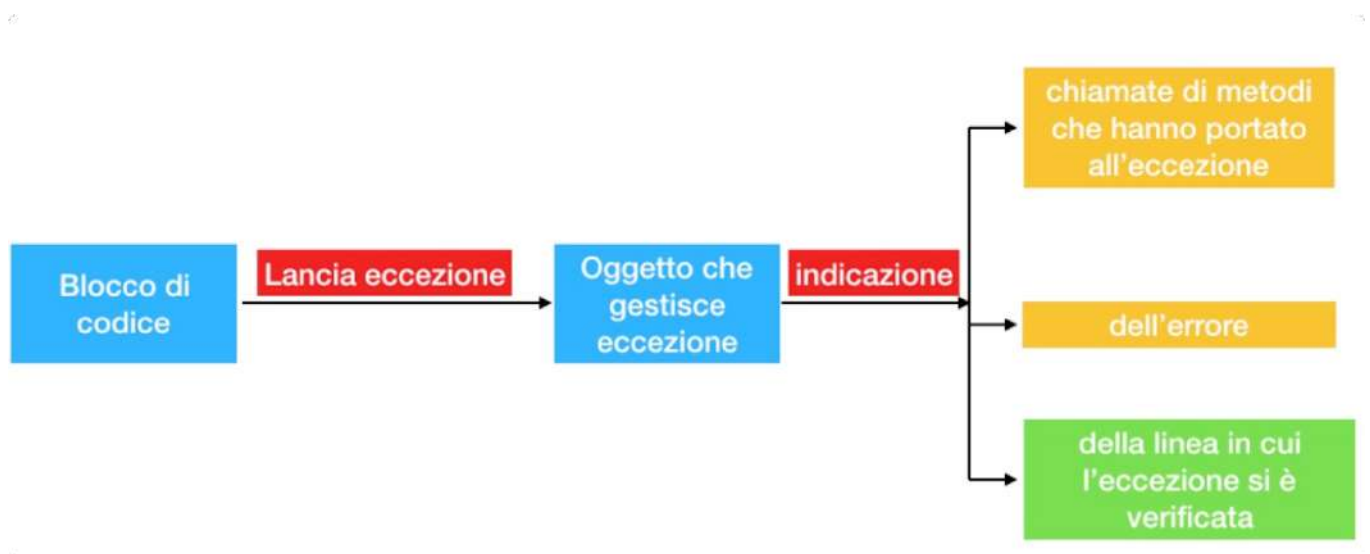 Blocco di
codice
Lancia eccezione
Oggetto che
gestisce
eccezione
indicazione
chiamate di metodi
che hanno portato
all'eccezione
dell'errore
della linea in cui
l'eccezione si è
verificata